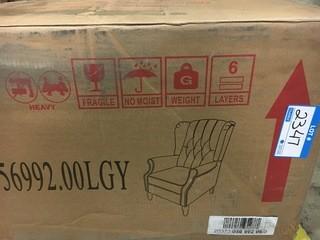 HEAVY
FRAGILE
NO MOIST
G
WEIGHT
6
LAYERS
LOT #
2347
56992.00LGY